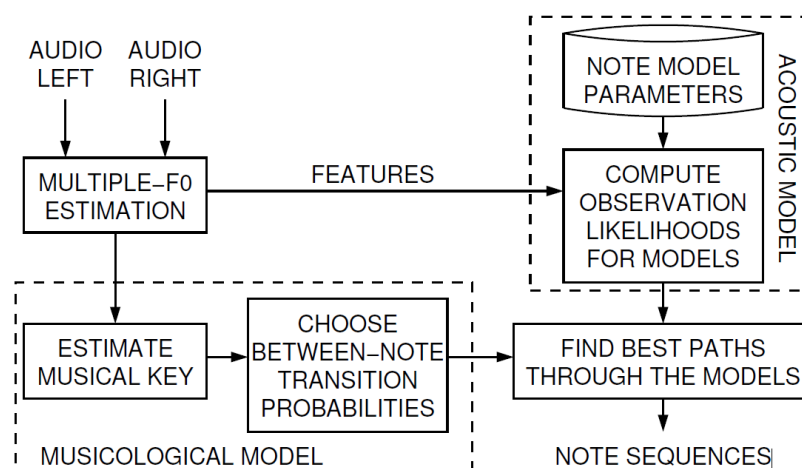 AUDIO
LEFT
AUDIO
RIGHT
NOTE MODEL
PARAMETERS
ACOUSTIC MODEL
MULTIPLE−F0
ESTIMATION
FEATURES
COMPUTE
OBSERVATION
LIKELIHOODS
FOR MODELS
ESTIMATE
MUSICAL KEY
CHOOSE
BETWEEN−NOTE
TRANSITION
PROBABILITIES
FIND BEST PATHS
THROUGH THE MODELS
MUSICOLOGICAL MODEL
NOTE SEQUENCES